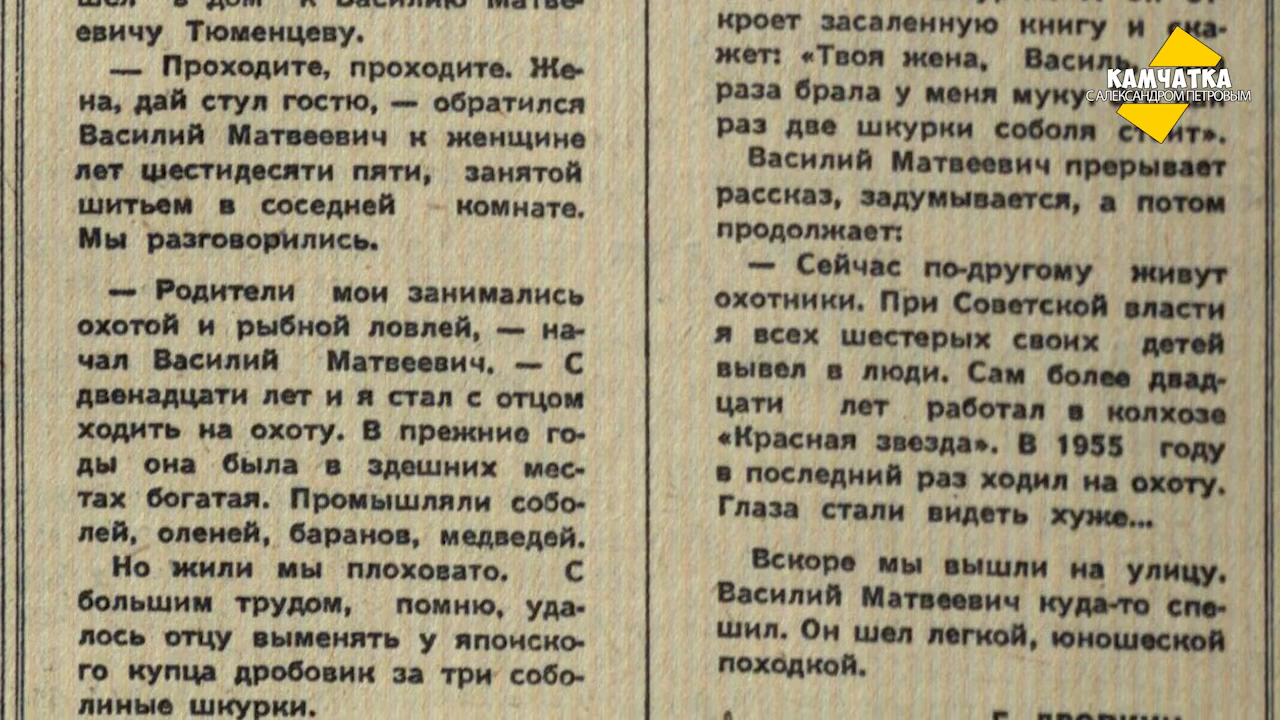 шел в дом к Василию Матве-
евичу Тюменцеву.
— Проходите, проходите. Же-
на, дай стул гостю, — обратился
Василий Матвеевич к женщине
лет шестидесяти пяти, занятой
шитьем в соседней комнате.
Мы разговорились.
— Родители мои занимались
охотой и рыбной ловлей, — на-
чал Василий Матвеевич. — С
двенадцати лет и я стал с отцом
ходить на охоту. В прежние го-
ды она была в здешних мес-
тах богатая. Промышляли собо-
лей, оленей, баранов, медведей.
Но жили мы плоховато. С
большим трудом, помню, уда-
лось отцу выменять у японско-
го купца дробовик за три собо-
линые шкурки.
кроет засаленную книгу и ска-
жет: «Твоя жена, Василь,
раза брала у меня муку
раз две шкурки соболя стоит».
Василий Матвеевич прерывает
рассказ, задумывается, а потом
продолжает:
— Сейчас по-другому живут
охотники. При Советской власти
я всех шестерых своих детей
вывел в люди. Сам более двад-
цати лет работал в колхозе
«Красная звезда». В 1955 году
в последний раз ходил на охоту.
Глаза стали видеть хуже...
Вскоре мы вышли на улицу.
Василий Матвеевич куда-то спе-
шил. Он шел легкой, юношеской
походкой.
КАМЧАТКА
С АЛЕКСАНДРОМ ПЕТРОВЫМ